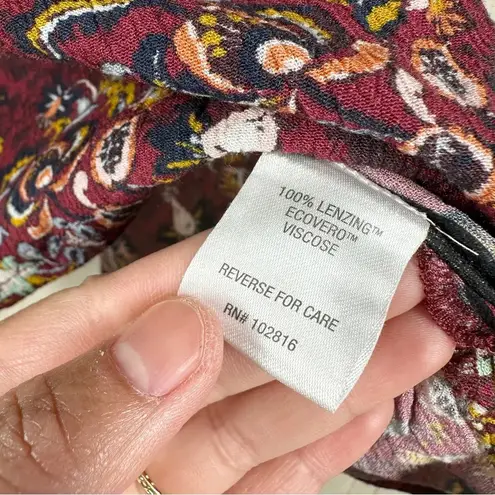 100% LENZING™
ECOVERO™
VISCOSE
REVERSE FOR CARE
RN# 102816